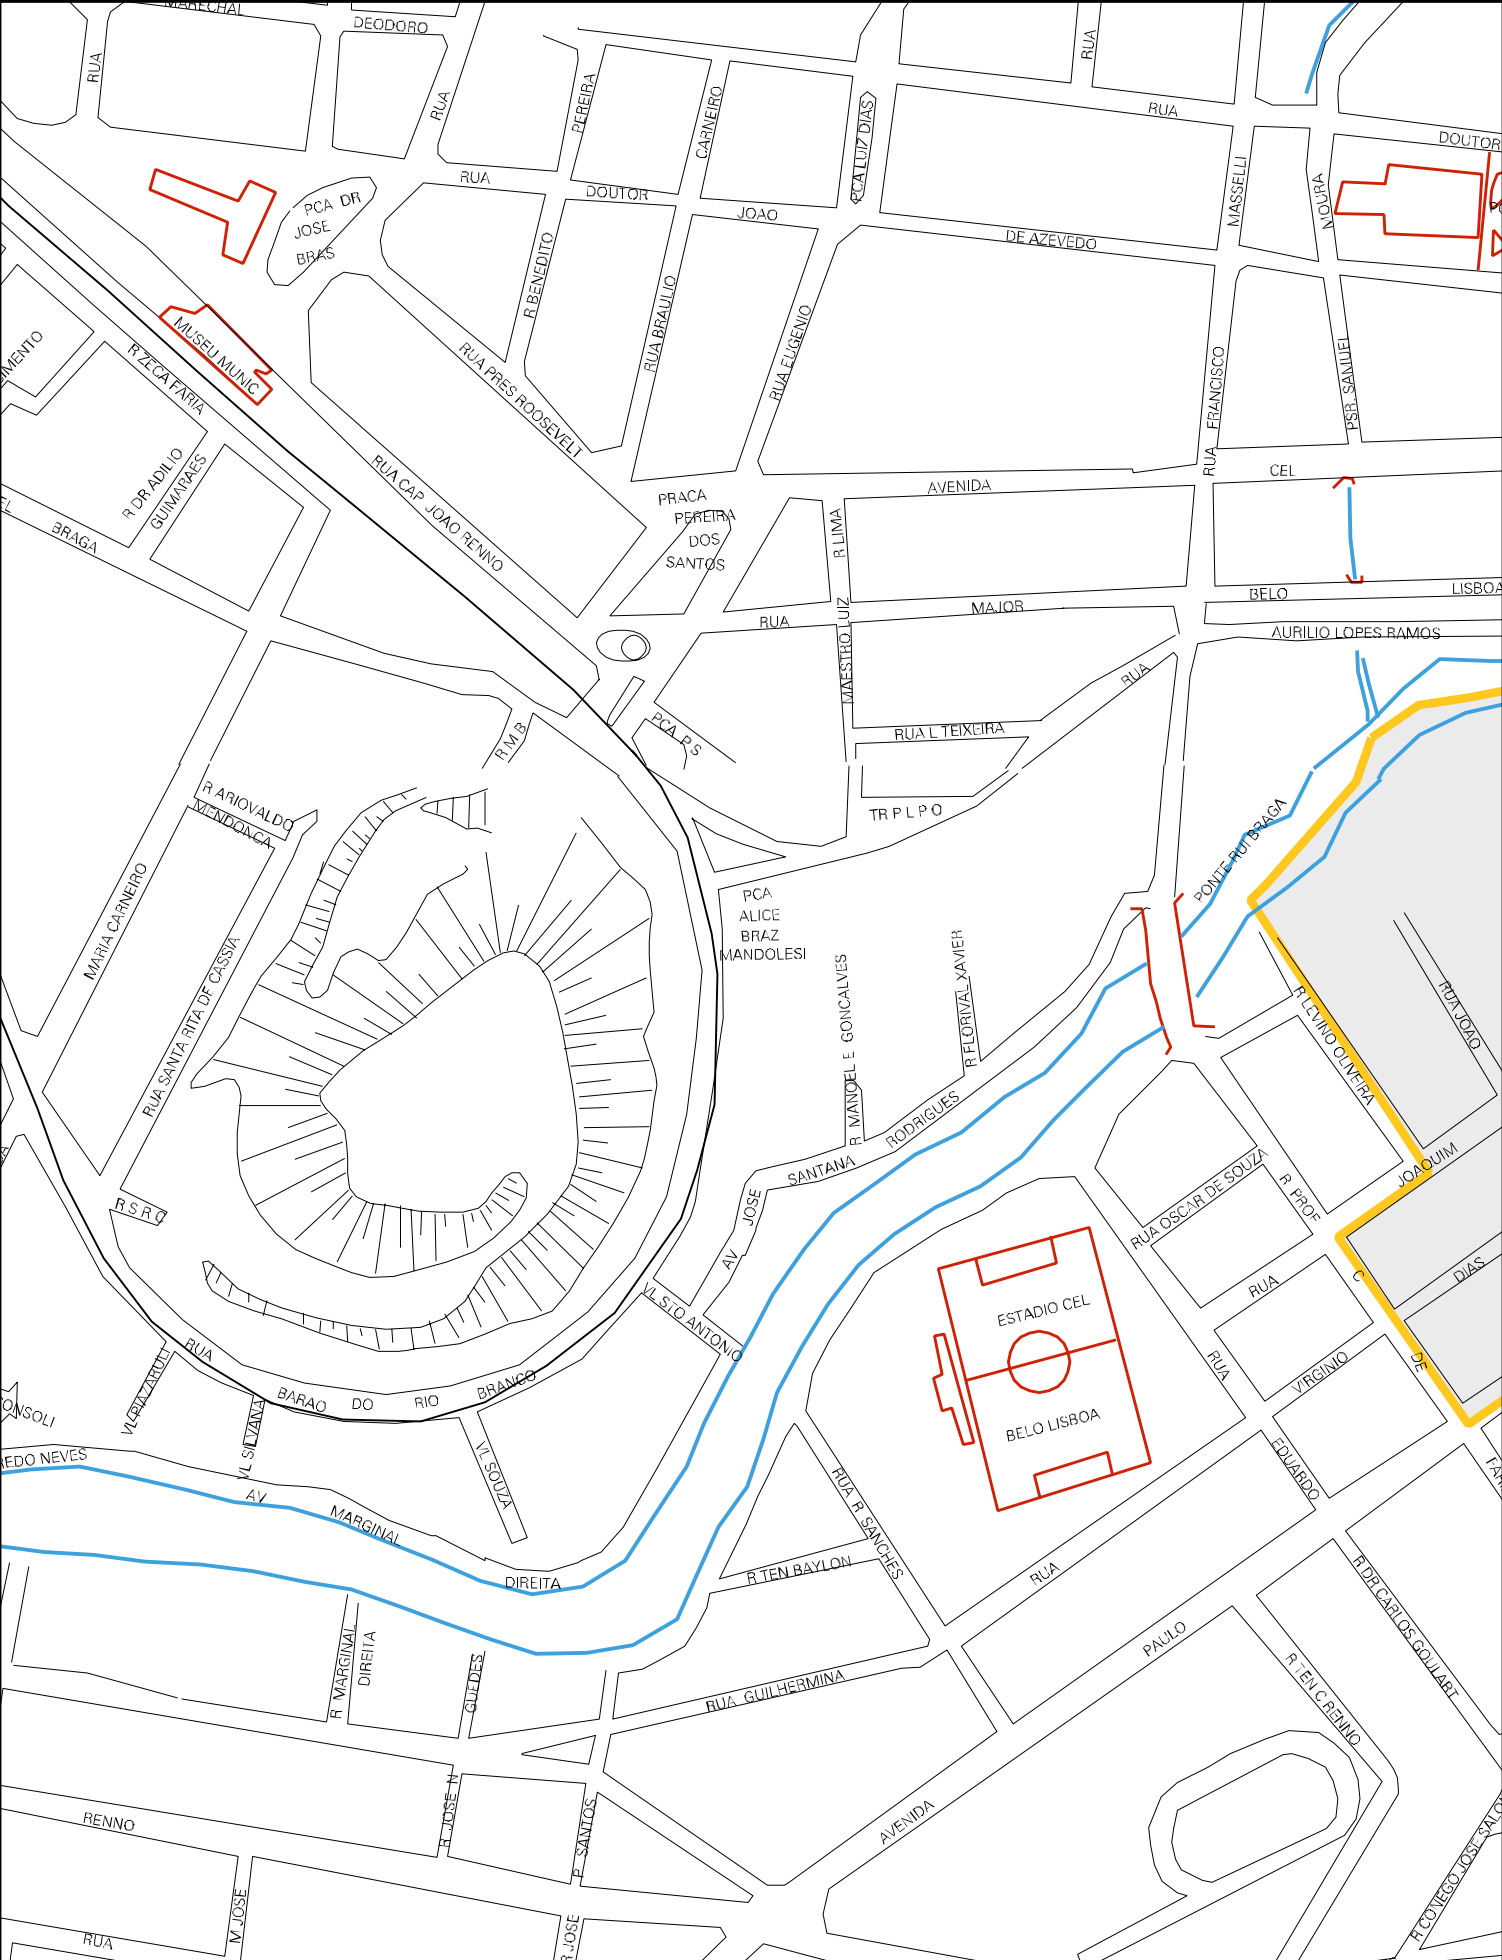 MARECHAL
DEODORO
RUA
RUA
RUA
PEREIRA
CARNEIRO
PCA LUIZ DIAS
RUA
DOUTOR
RUA
DOUTOR
JOAO
DE AZEVEDO
MASSELLI
MOURA
PCA DR
JOSE
BRAS
R BENEDITO
RUA BRAULIO
RUA EUGENIO
MUSEU MUNIC
R ZECA FARIA
RUA PRES ROOSEVELT
RUA FRANCISCO
PSR. SAMUEL
R DR ADILIO
GUIMARAES
RUA CAP JOAO RENNO
BRAGA
PRACA
PEREIRA
DOS
SANTOS
AVENIDA
CEL
BELO
LISBOA
R LIMA
MAESTRO LUIZ
RUA
MAJOR
AURILIO LOPES RAMOS
RUA
RUA L TEIXEIRA
PCA P S
R M B
TR P L P O
R ARIOVALDO
MENDONCA
PONTE RUI BRAGA
MARIA CARNEIRO
RUA SANTA RITA DE CASSIA
PCA
ALICE
BRAZ
MANDOLESI
R MANOEL E GONCALVES
R FLORIVAL XAVIER
R LEVINO OLIVEIRA
RUA JOAO
AV JOSE
SANTANA
RODRIGUES
R S R C
RUA OSCAR DE SOUZA
R PROF
JOAQUIM
C
DE
DIAS
RUA
VIRGINIO
VL STO ANTONIO
ESTADIO CEL
BELO LISBOA
RUA
EDUARDO
RUA
BARAO
DO
RIO
BRANCO
VL PIAZAROLI
VL SILVANA
VL SOUZA
AV
MARGINAL
DIREITA
RUA R SANCHES
R TEN BAYLON
RUA
PAULO
AVENIDA
R DR CARLOS GOULART
R TEN C RENNO
R MARGINAL
DIREITA
GUEDES
RUA GUILHERMINA
R JOSE N
P SANTOS
RENNO
M JOSE
RUA
R JOSE